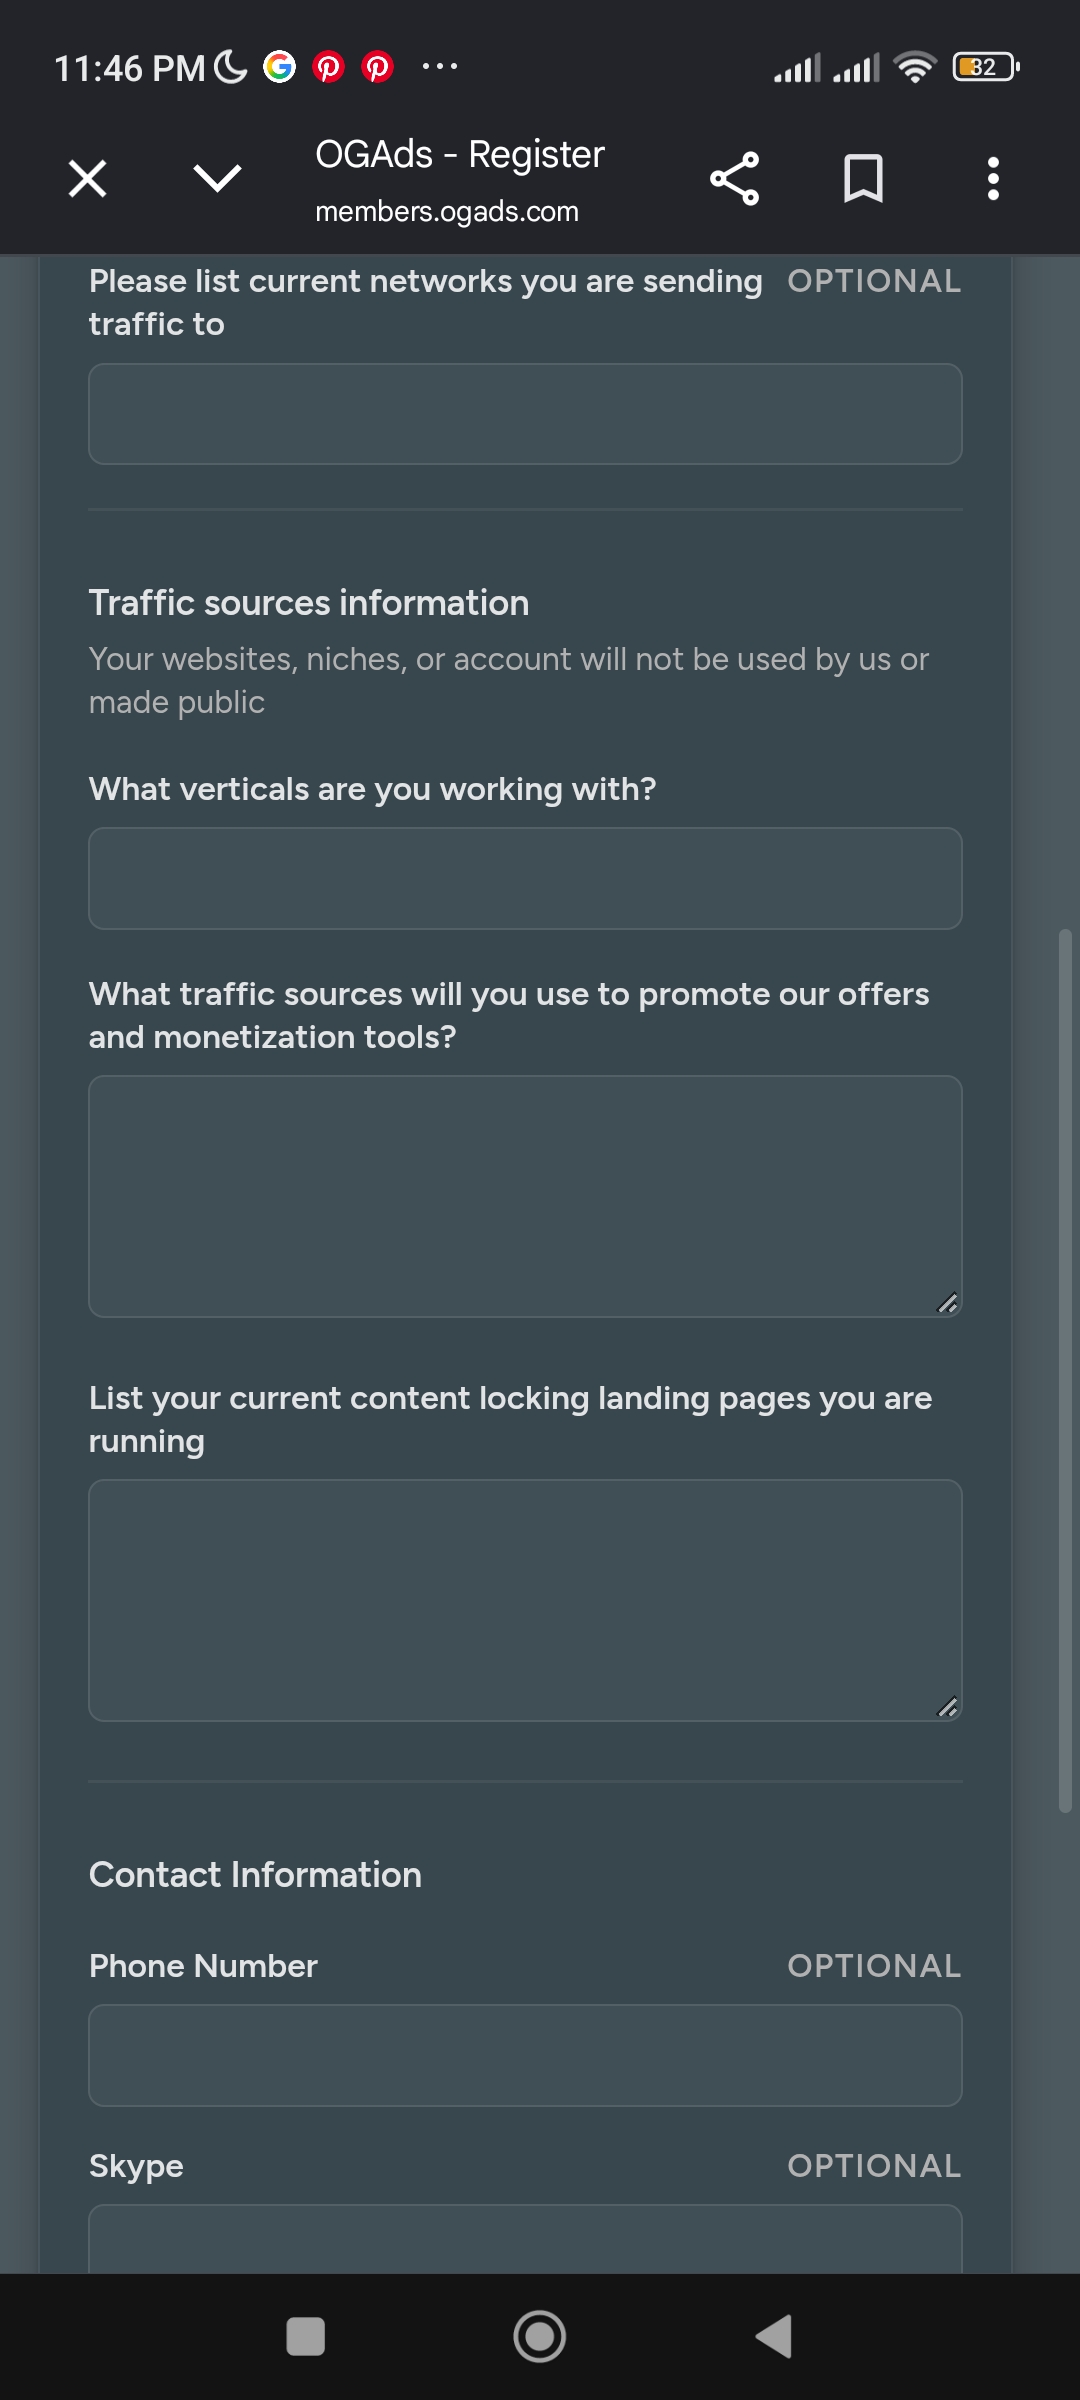 11:46 PM
32
OGAds - Register
members.ogads.com
Please list current networks you are sending OPTIONAL
traffic to
Traffic sources information
Your websites, niches, or account will not be used by us or
made public
What verticals are you working with?
What traffic sources will you use to promote our offers
and monetization tools?
List your current content locking landing pages you are
running
Contact Information
Phone Number OPTIONAL
Skype OPTIONAL